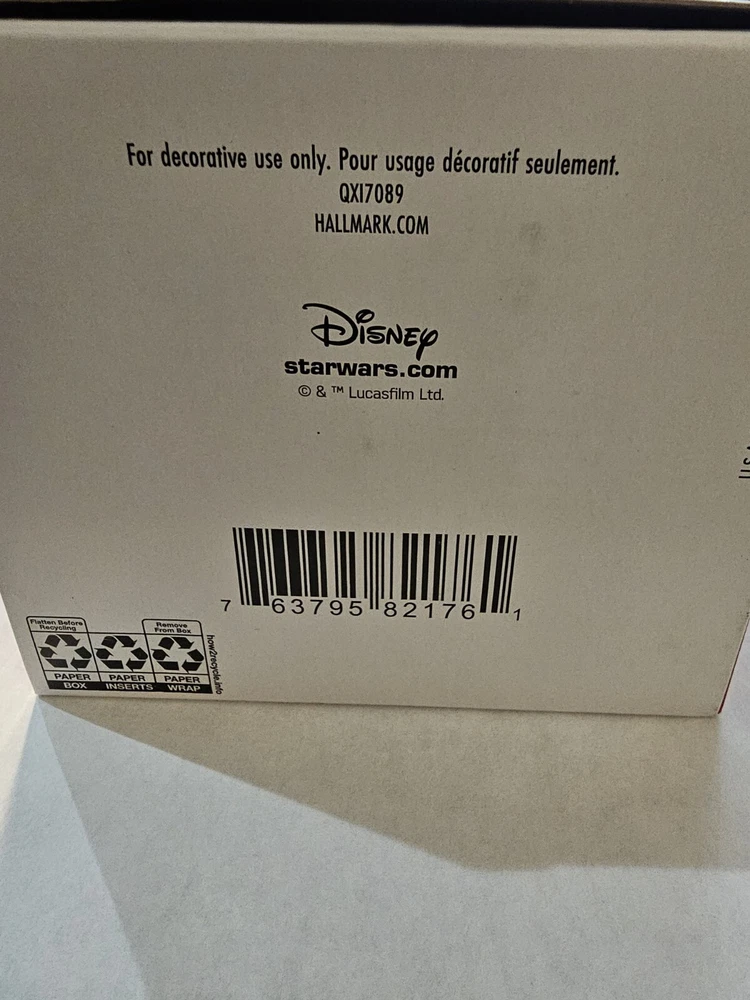 For decorative use only. Pour usage décoratif seulement.
QXI7089
HALLMARK.COM
Disney
starwars.com
© & ™ Lucasfilm Ltd.
7 63795 82176 1
Flatten Before
Recycling
Remove
From Box
PAPER PAPER PAPER
BOX INSERTS WRAP
how2recycle.info